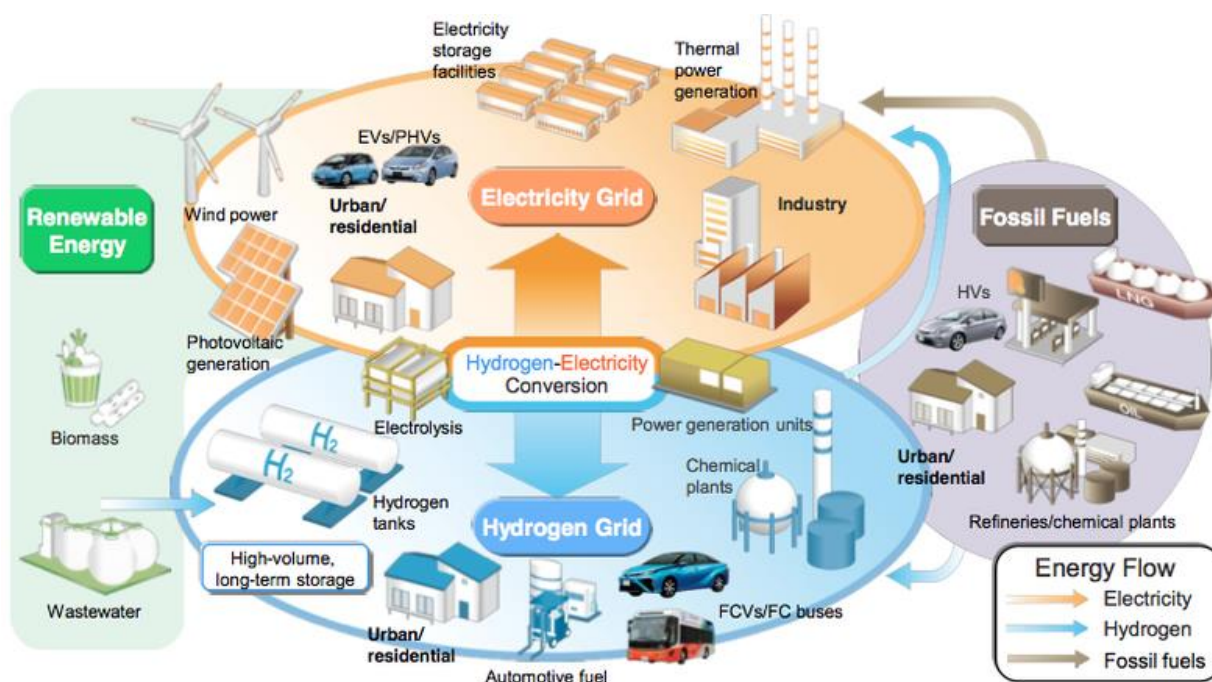 Electricity
storage
facilities
Thermal
power
generation
EVs/PHVs
Wind power
Urban/
residential
Electricity Grid
Industry
Renewable
Energy
Fossil Fuels
LNG
HVs
Photovoltaic
generation
Hydrogen-Electricity
Conversion
Electrolysis
Power generation units
Biomass
H2
H2
Hydrogen
tanks
Chemical
plants
OIL
Urban/
residential
Refineries/chemical plants
Hydrogen Grid
High-volume,
long-term storage
Wastewater
Urban/
residential
Automotive fuel
FCVs/FC buses
Energy Flow
Electricity
Hydrogen
Fossil fuels